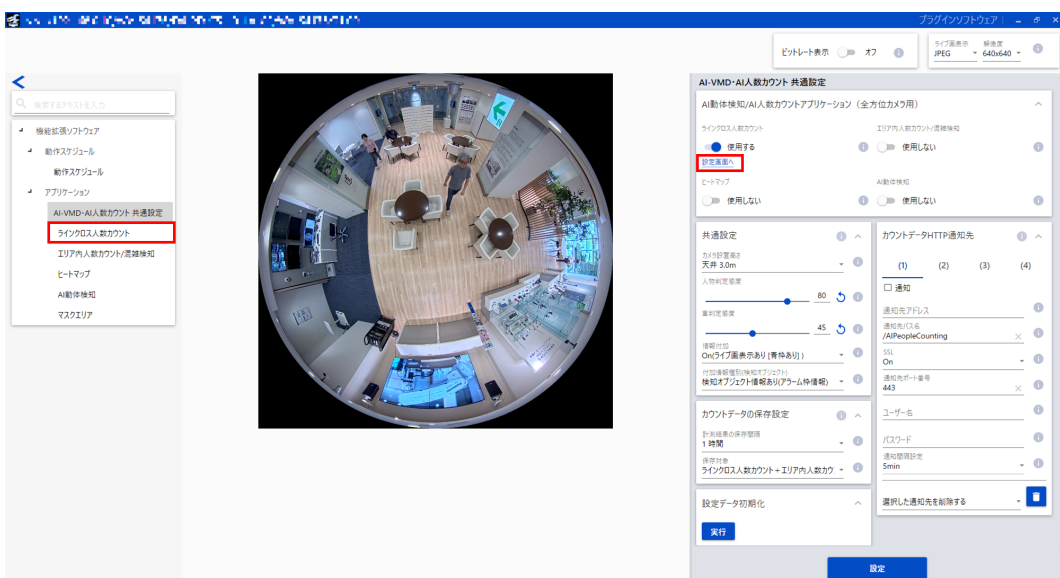 プラグインソフトウェア
ビットレート表示 オフ
ライブ画表示 解像度
JPEG 640x640
検索するテキストを入力
機能拡張ソフトウェア
動作スケジュール
動作スケジュール
アプリケーション
AI-VMD・AI人数カウント 共通設定
ラインクロス人数カウント
エリア内人数カウント/混雑検知
ヒートマップ
AI動体検知
マスクエリア
AI-VMD・AI人数カウント 共通設定
AI動体検知/AI人数カウントアプリケーション（全方位カメラ用）
ラインクロス人数カウント
使用する
設定画面へ
エリア内人数カウント/混雑検知
使用しない
ヒートマップ
使用しない
AI動体検知
使用しない
共通設定
カメラ設置高さ
天井 3.0m
人物判定感度
80
車判定感度
45
情報付加
On(ライブ画表示あり [青枠あり] )
付加情報種別(検知オブジェクト)
検知オブジェクト情報あり(アラーム枠情報)
カウントデータの保存設定
計測結果の保存間隔
1 時間
保存対象
ラインクロス人数カウント＋エリア内人数カウ
設定データ初期化
実行
カウントデータHTTP通知先
(1) (2) (3) (4)
通知
通知先アドレス
通知先パス名
/AIPeopleCounting
SSL
On
通知先ポート番号
443
ユーザー名
パスワード
通知間隔設定
5min
選択した通知先を削除する
設定